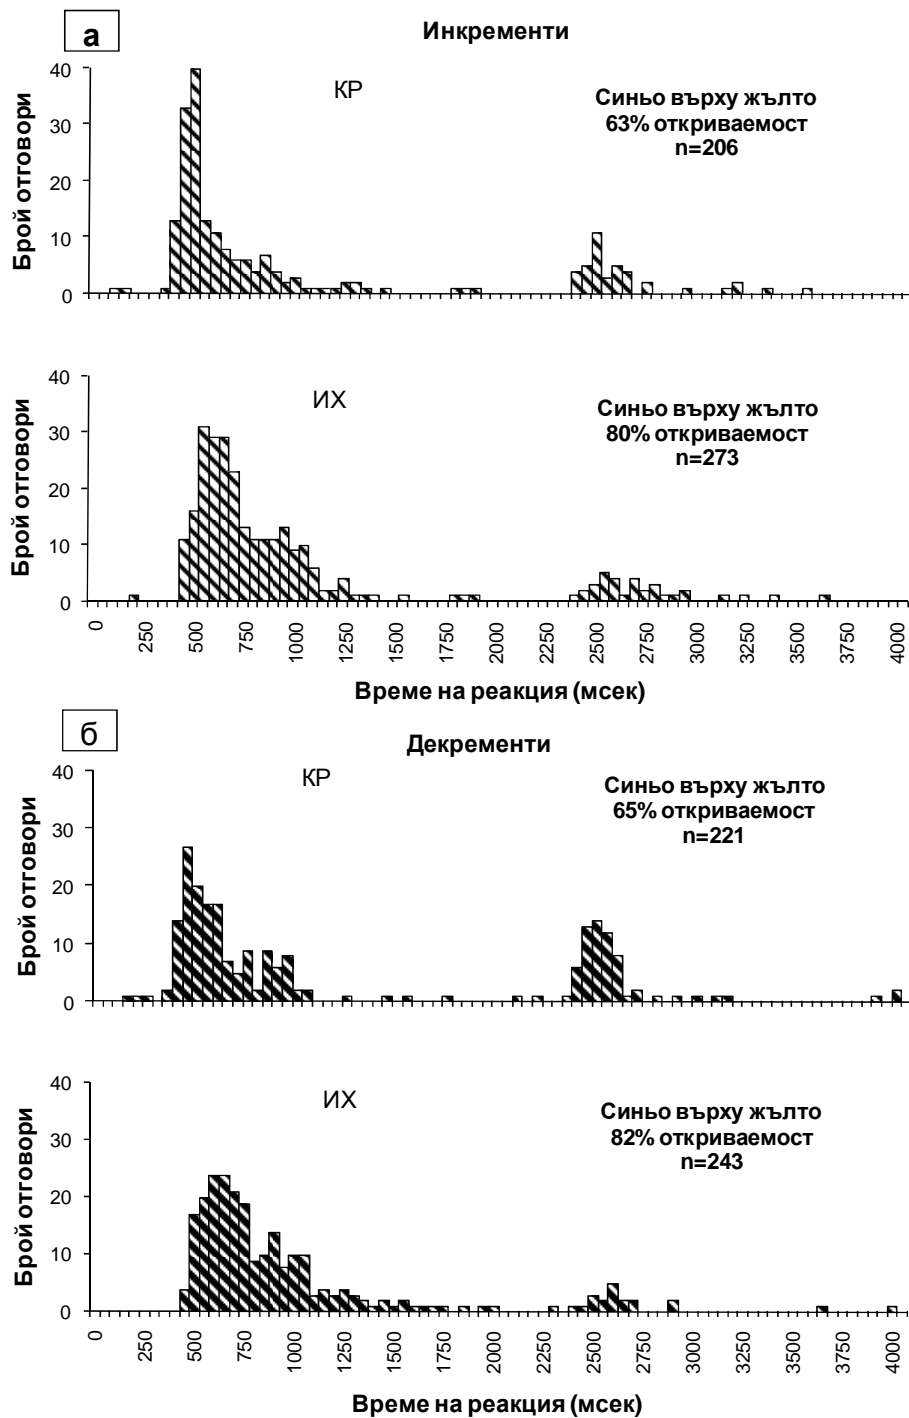 а
Инкременти
КР
Синьо върху жълто
63% откриваемост
n=206
Брой отговори
40
30
20
10
0
ИХ
Синьо върху жълто
80% откриваемост
n=273
Брой отговори
40
30
20
10
0
0 250 500 750 1000 1250 1500 1750 2000 2250 2500 2750 3000 3250 3500 3750 4000
Време на реакция (мсек)
б
Декременти
КР
Синьо върху жълто
65% откриваемост
n=221
Брой отговори
40
30
20
10
0
ИХ
Синьо върху жълто
82% откриваемост
n=243
Брой отговори
40
30
20
10
0
0 250 500 750 1000 1250 1500 1750 2000 2250 2500 2750 3000 3250 3500 3750 4000
Време на реакция (мсек)